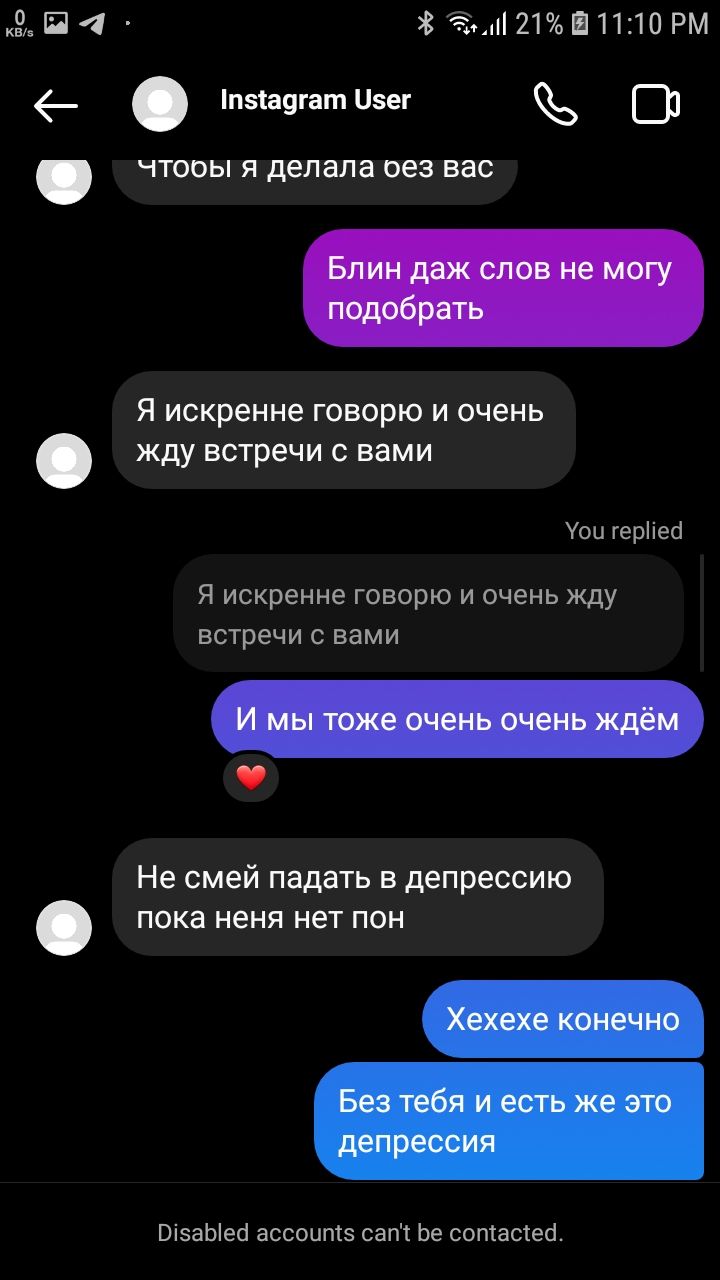 0
KB/s
21%
11:10 PM
Instagram User
Чтобы я делала без вас
Блин даж слов не могу
подобрать
Я искренне говорю и очень
жду встречи с вами
You replied
Я искренне говорю и очень жду
встречи с вами
И мы тоже очень очень ждём
Не смей падать в депрессию
пока неня нет пон
Хехехе конечно
Без тебя и есть же это
депрессия
Disabled accounts can't be contacted.